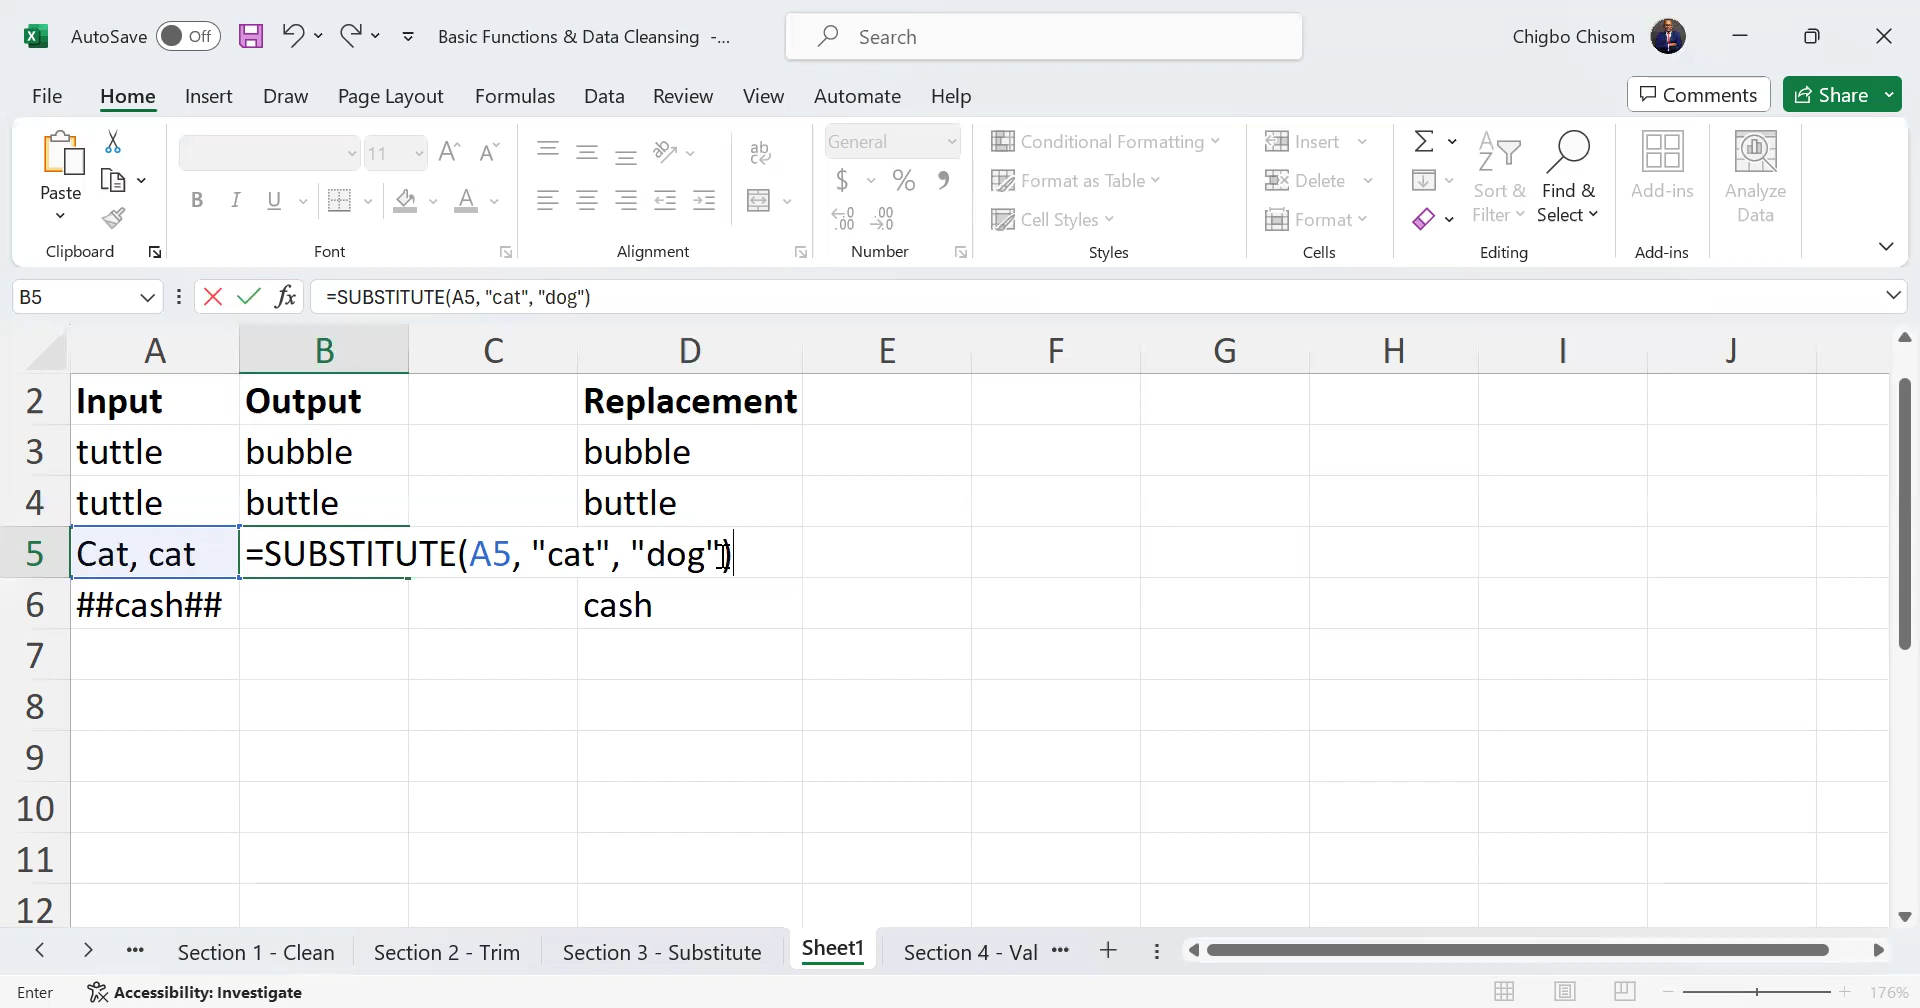 AutoSave Off Basic Functions & Data Cleansing -... Search Chigbo Chisom
File Home Insert Draw Page Layout Formulas Data Review View Automate Help Comments Share
Paste 11 General Conditional Formatting Insert Sort & Find & Add-ins Analyze
Format as Table Delete Filter Select Data
Cell Styles Format
Clipboard Font Alignment Number Styles Cells Editing Add-ins
B5 fx =SUBSTITUTE(A5, "cat", "dog")
A B C D E F G H I J
2 Input Output Replacement
3 tuttle bubble bubble
4 tuttle buttle buttle
5 Cat, cat =SUBSTITUTE(A5, "cat", "dog")
6 ##cash## cash
7
8
9
10
11
12
Section 1 - Clean Section 2 - Trim Section 3 - Substitute Sheet1 Section 4 - Val
Enter Accessibility: Investigate 176%